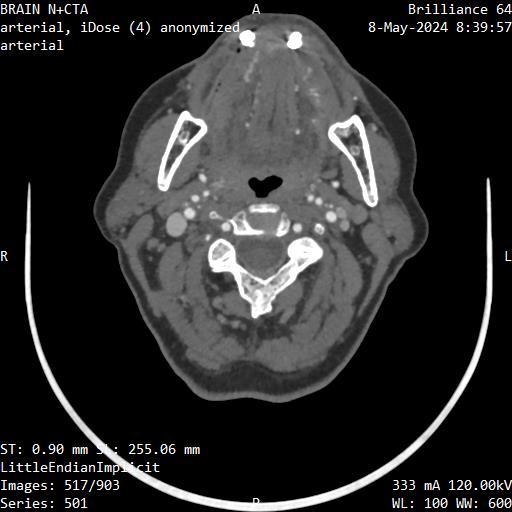 BRAIN N+CTA
A
Brilliance 64
arterial, iDose (4) anonymized
8-May-2024 8:39:57
arterial
R
L
ST: 0.90 mm SL: 255.06 mm
LittleEndianImplicit
Images: 517/903
333 mA 120.00kV
Series: 501
P
WL: 100 WW: 600